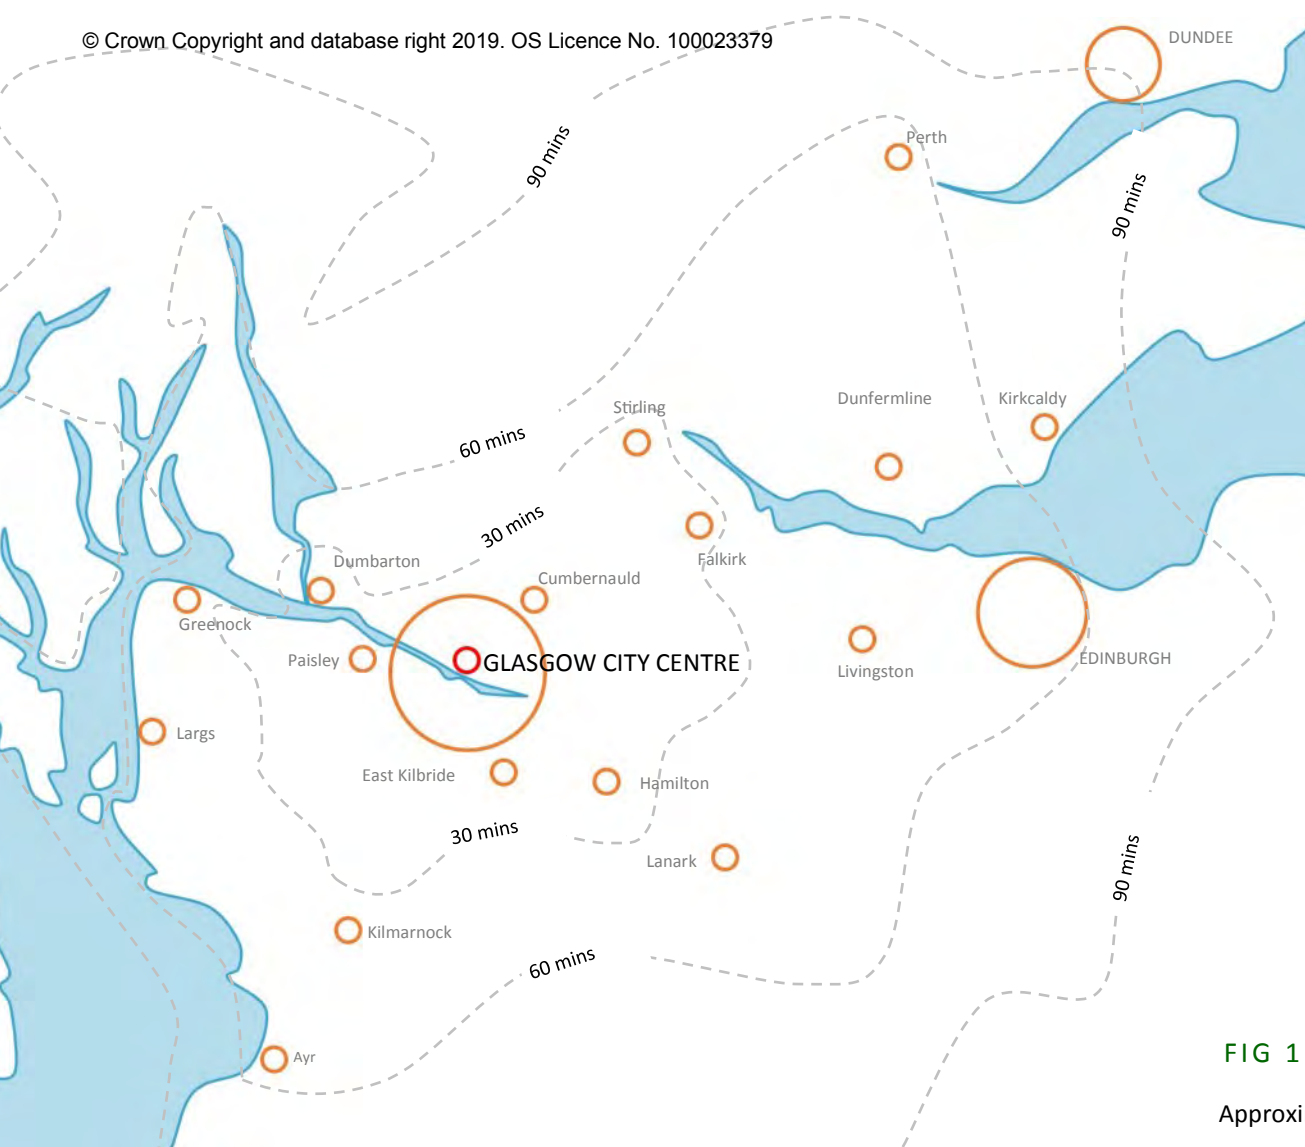 © Crown Copyright and database right 2019. OS Licence No. 100023379
DUNDEE
Perth
90 mins
90 mins
Stirling
Dunfermline
Kirkcaldy
60 mins
30 mins
Falkirk
Dumbarton
Cumbernauld
Greenock
Paisley
GLASGOW CITY CENTRE
EDINBURGH
Livingston
Largs
East Kilbride
Hamilton
30 mins
Lanark
90 mins
Kilmarnock
60 mins
Ayr
FIG 1
Approxi